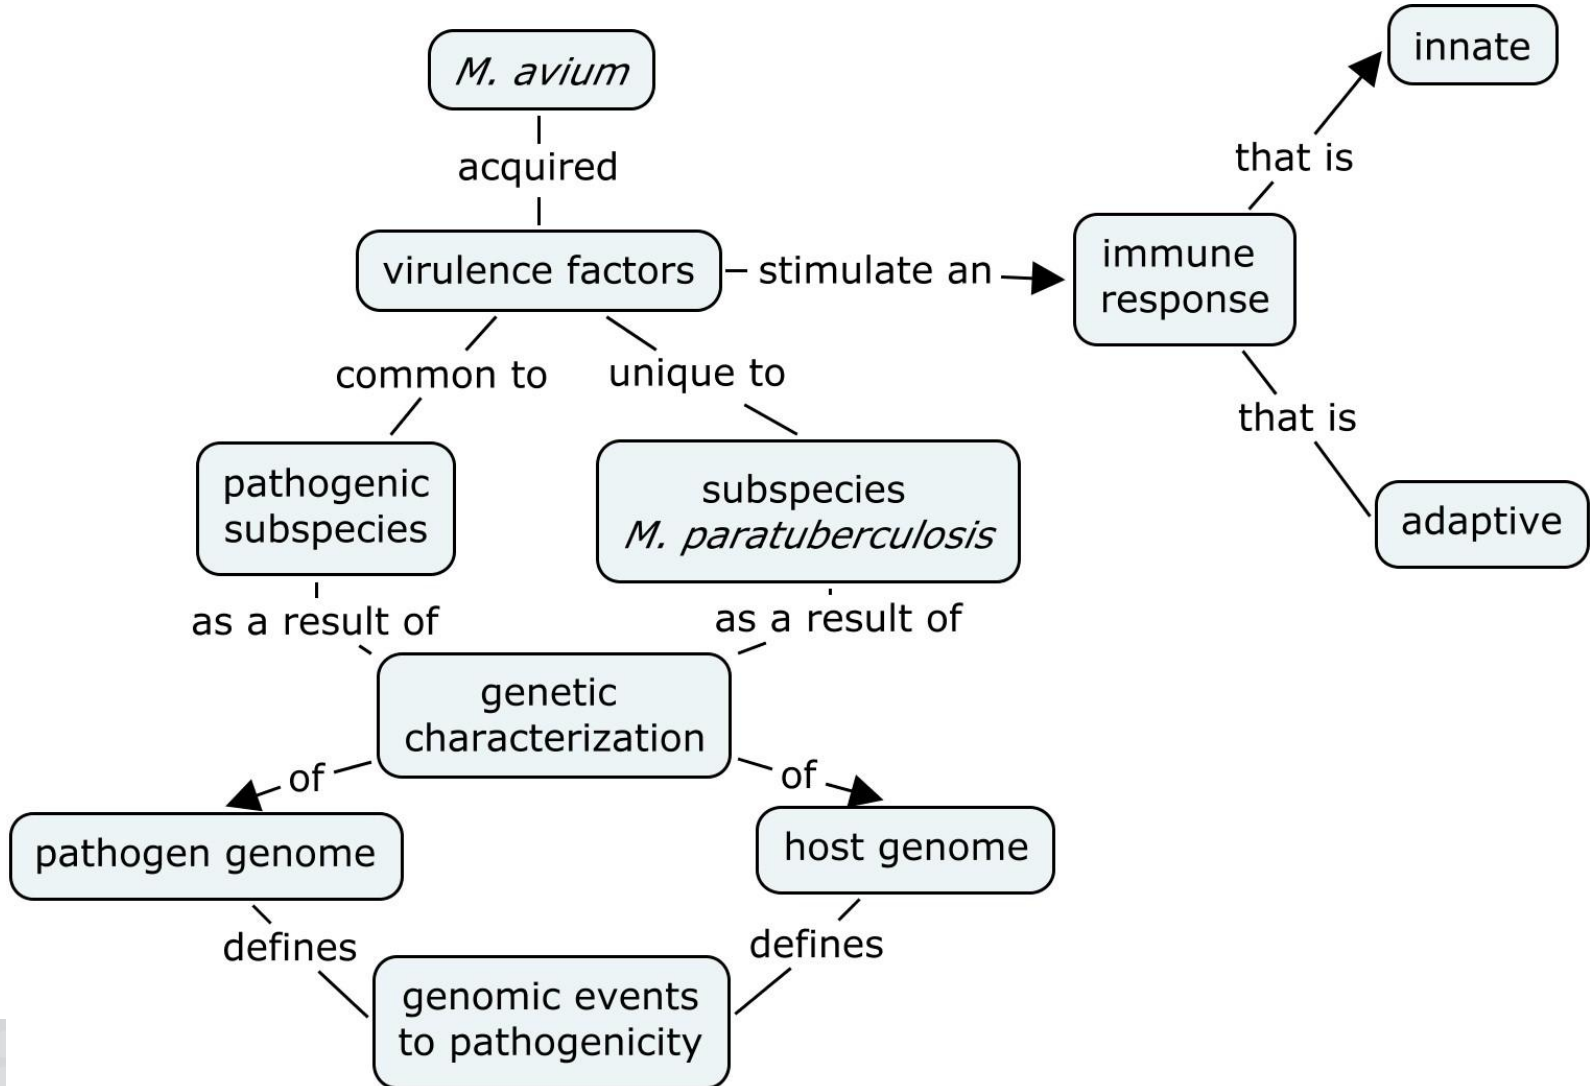 M. avium
innate
acquired
that is
virulence factors
stimulate an
immune
response
common to
unique to
that is
pathogenic
subspecies
subspecies
M. paratuberculosis
adaptive
as a result of
as a result of
genetic
characterization
of
of
pathogen genome
host genome
defines
defines
genomic events
to pathogenicity